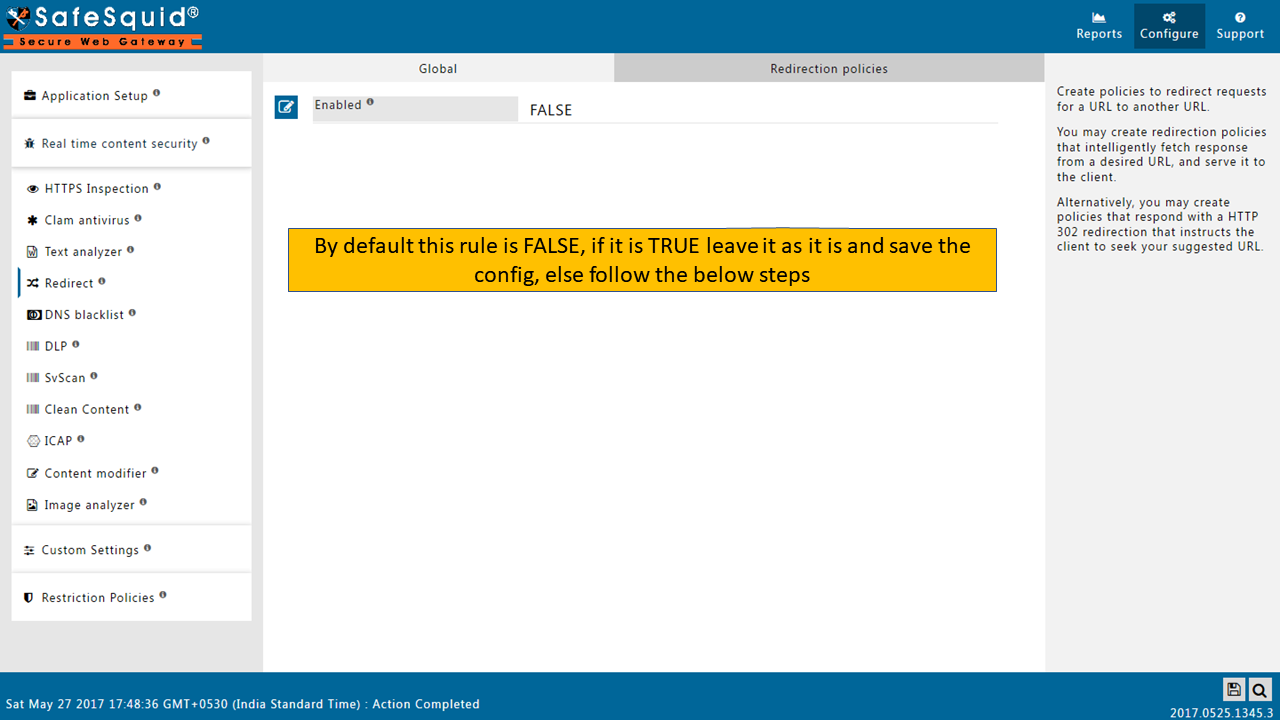 SafeSquid®
Secure Web Gateway
Reports
Configure
Support
Application Setup
Real time content security
HTTPS Inspection
Clam antivirus
Text analyzer
Redirect
DNS blacklist
DLP
SvScan
Clean Content
ICAP
Content modifier
Image analyzer
Custom Settings
Restriction Policies
Global
Redirection policies
Enabled
FALSE
By default this rule is FALSE, if it is TRUE leave it as it is and save the
config, else follow the below steps
Create policies to redirect requests
for a URL to another URL.
You may create redirection policies
that intelligently fetch response
from a desired URL, and serve it to
the client.
Alternatively, you may create
policies that respond with a HTTP
302 redirection that instructs the
client to seek your suggested URL.
Sat May 27 2017 17:48:36 GMT+0530 (India Standard Time) : Action Completed
2017.0525.1345.3